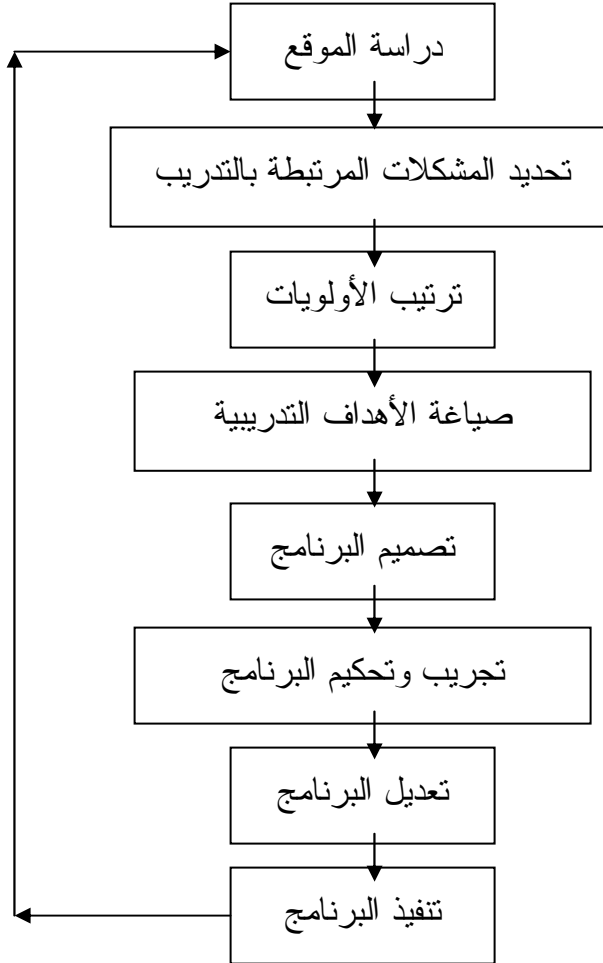 دراسة الموقع
تحديد المشكلات المرتبطة بالتدريب
ترتيب الأولويات
صياغة الأهداف التدريبية
تصميم البرنامج
تجريب وتحكيم البرنامج
تعديل البرنامج
تنفيذ البرنامج